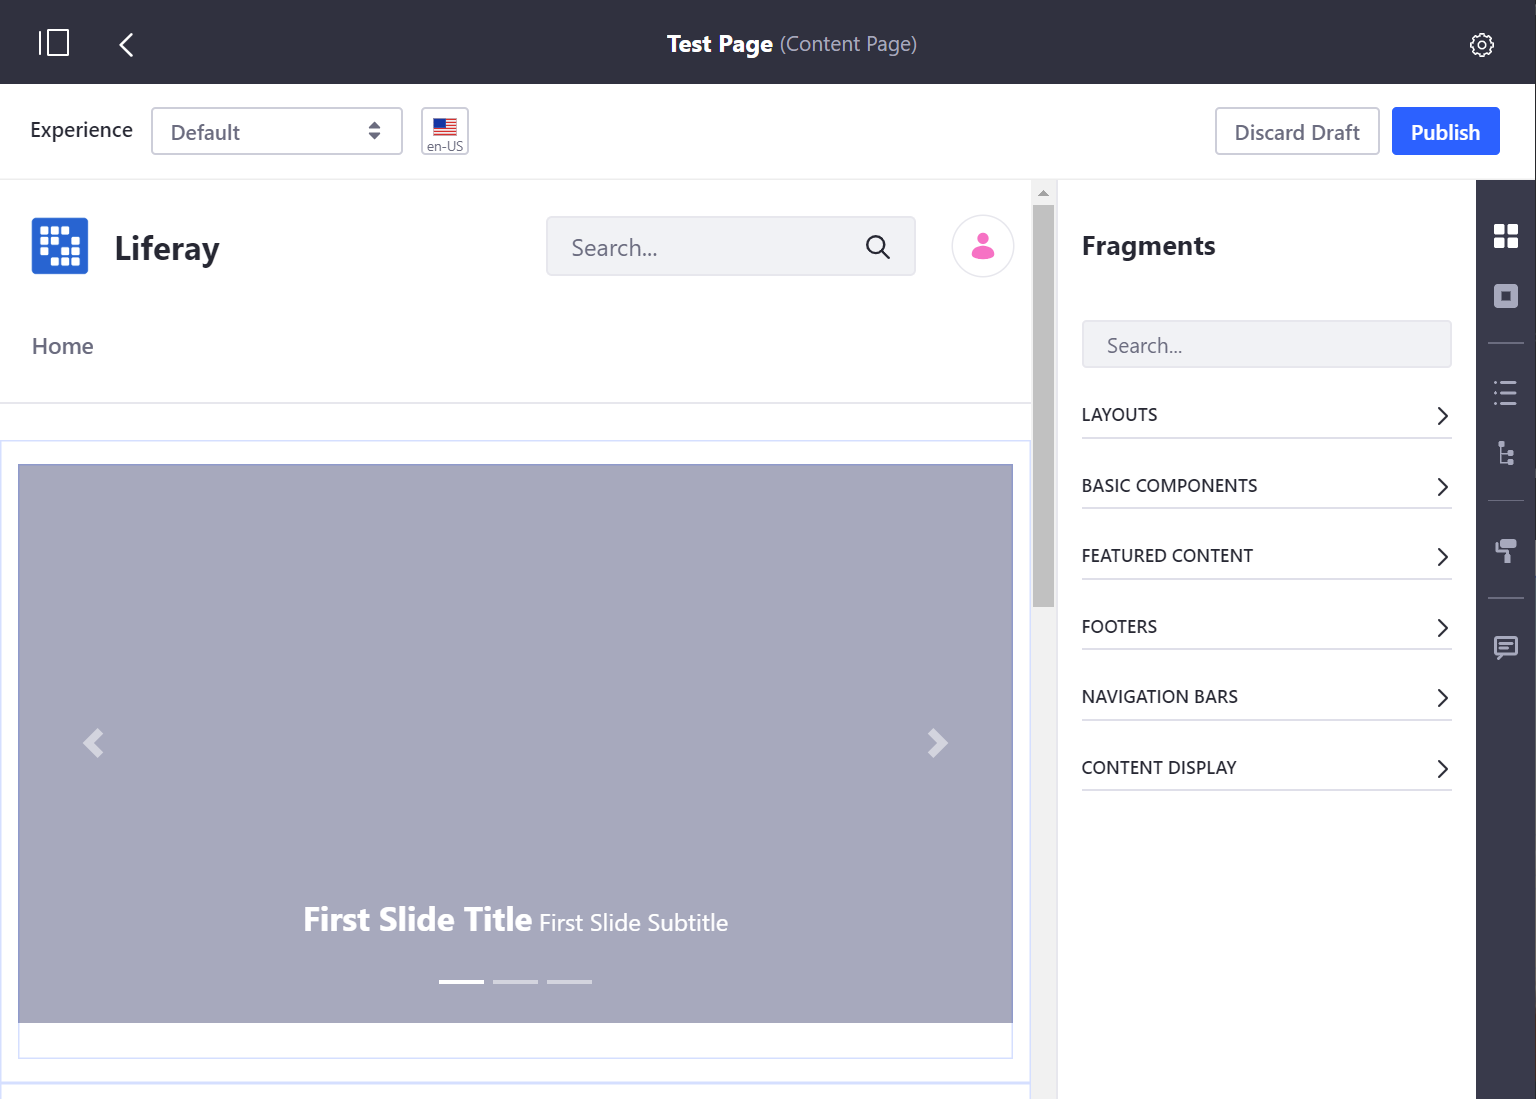 Test Page (Content Page)
Experience
Default
en-US
Discard Draft
Publish
Liferay
Search...
Home
First Slide Title First Slide Subtitle
Fragments
Search...
LAYOUTS
BASIC COMPONENTS
FEATURED CONTENT
FOOTERS
NAVIGATION BARS
CONTENT DISPLAY